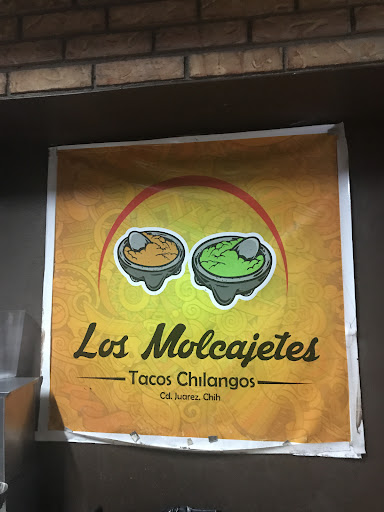 Los Molcajetes
Tacos Chilangos
Cd. Juarez, Chih